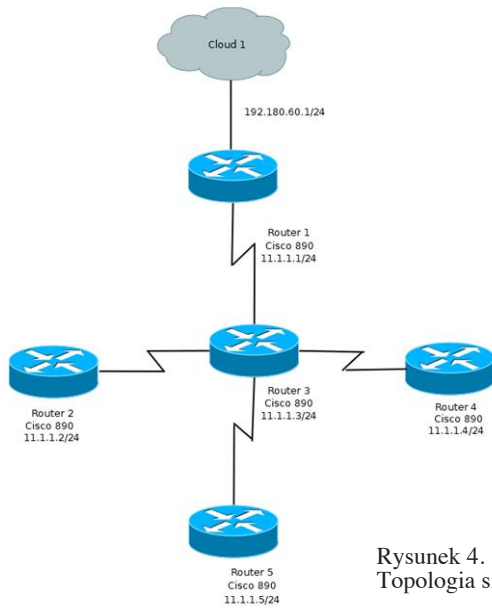 Cloud 1
192.180.60.1/24
Router 1
Cisco 890
11.1.1.1/24
Router 2
Cisco 890
11.1.1.2/24
Router 3
Cisco 890
11.1.1.3/24
Router 4
Cisco 890
11.1.1.4/24
Router 5
Cisco 890
11.1.1.5/24
Rysunek 4.
Topologia